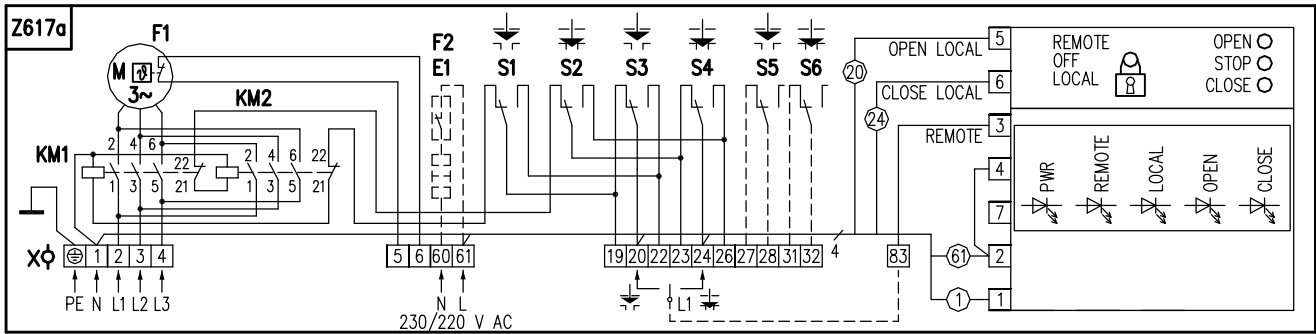 Z617a
F1
M ϑ
3~
KM2
KM1
F2
E1
S1 S2 S3 S4 S5 S6
2 4 6
22
2 4 6 22
1 3 5 21
1 3 5 21
X
1 2 3 4
PE N L1 L2 L3
5 6 60 61
N L
230/220 V AC
19 20 22 23 24 26 27 28 31 32
4
L1
83
20
24
61
1
OPEN LOCAL 5
CLOSE LOCAL 6
REMOTE 3
4
7
2
1
REMOTE
OFF
LOCAL
OPEN
STOP
CLOSE
PWR
REMOTE
LOCAL
OPEN
CLOSE